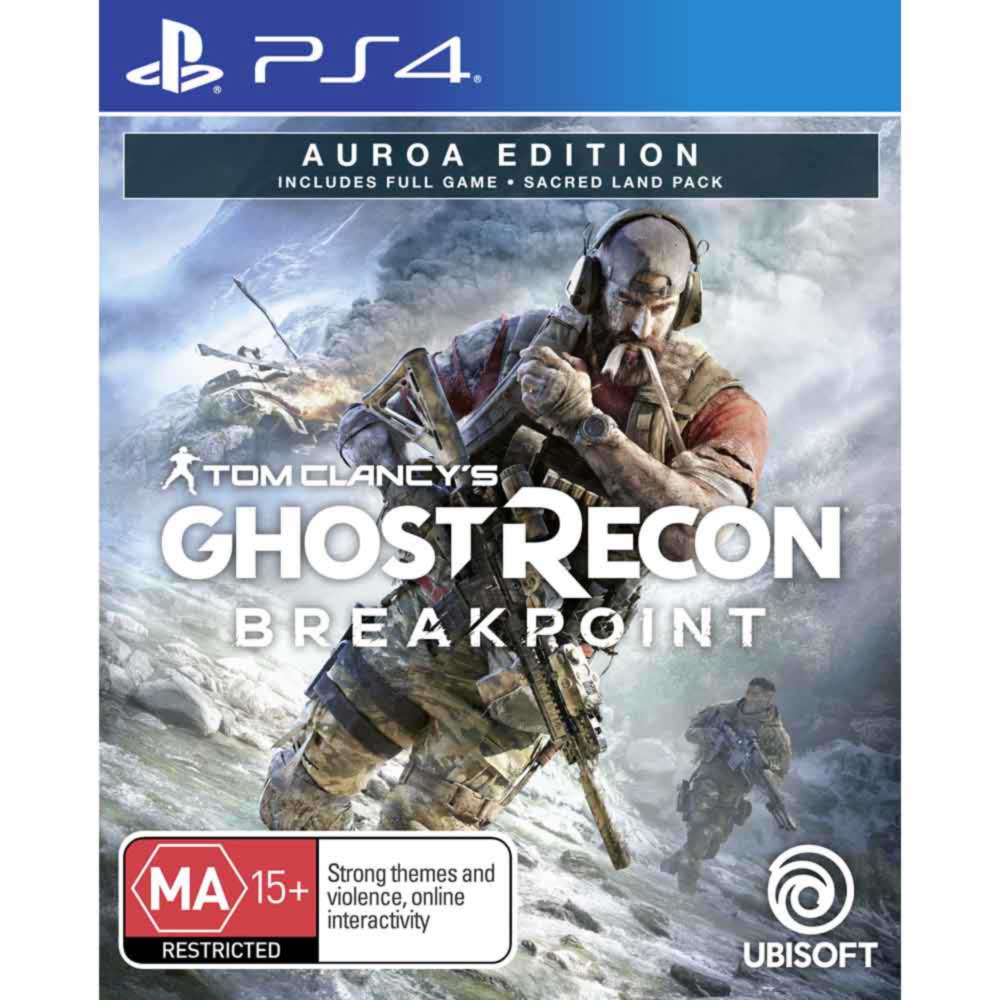 PS4®
AUROA EDITION
INCLUDES FULL GAME • SACRED LAND PACK
TOM CLANCY'S
GHOST RECON
BREAKPOINT
MA 15+
RESTRICTED
Strong themes and
violence, online
interactivity
UBISOFT